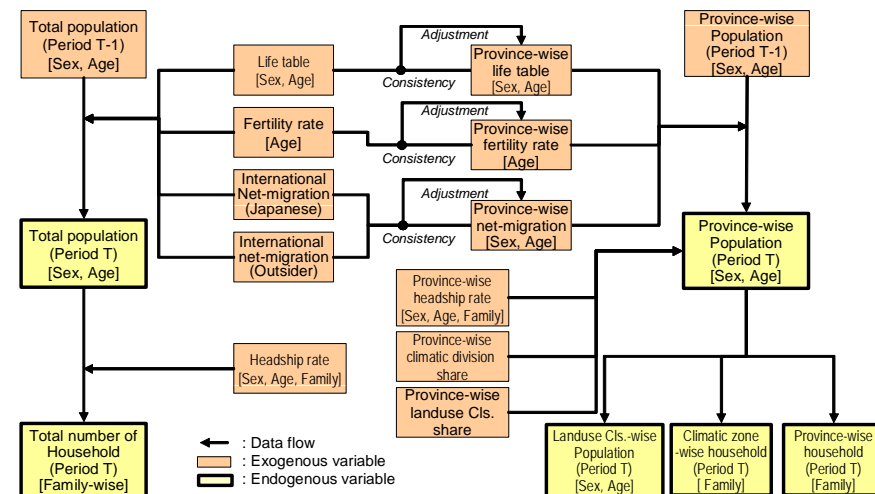 Total population
(Period T-1)
[Sex, Age]
Life table
[Sex, Age]
Adjustment
Consistency
Province-wise
life table
[Sex, Age]
Province-wise
Population
(Period T-1)
[Sex, Age]
Fertility rate
[Age]
Adjustment
Consistency
Province-wise
fertility rate
[Age]
International
Net-migration
(Japanese)
International
net-migration
(Outsider)
Adjustment
Consistency
Province-wise
net-migration
[Sex, Age]
Total population
(Period T)
[Sex, Age]
Province-wise
Population
(Period T)
[Sex, Age]
Province-wise
headship rate
[Sex, Age, Family]
Province-wise
climatic division
share
Province-wise
landuse Cls.
share
Headship rate
[Sex, Age, Family]
Total number of
Household
(Period T)
[Family-wise]
: Data flow
: Exogenous variable
: Endogenous variable
Landuse Cls.-wise
Population
(Period T)
[Sex, Age]
Climatic zone
-wise household
(Period T)
[ Family]
Province-wise
household
(Period T)
[Family]